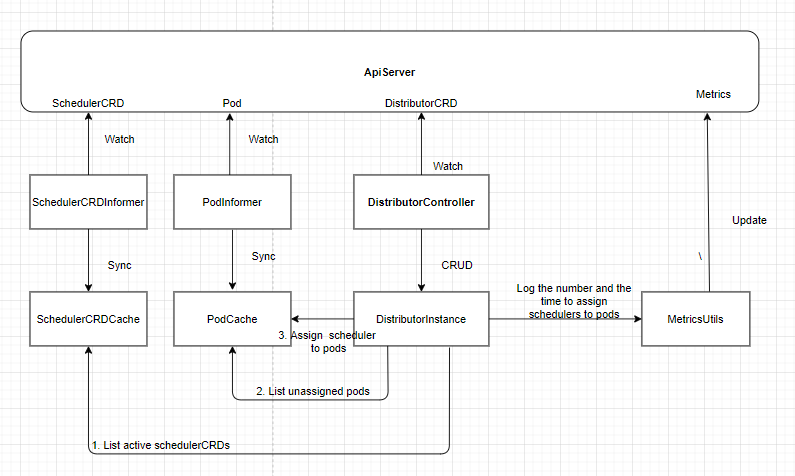 ApiServer
SchedulerCRD
Pod
DistributorCRD
Metrics
Watch
Watch
Watch
SchedulerCRDInformer
PodInformer
DistributorController
Update
Sync
Sync
CRUD
\
SchedulerCRDCache
PodCache
DistributorInstance
Log the number and the
time to assign
schedulers to pods
MetricsUtils
3. Assign scheduler
to pods
2. List unassigned pods
1. List active schedulerCRDs